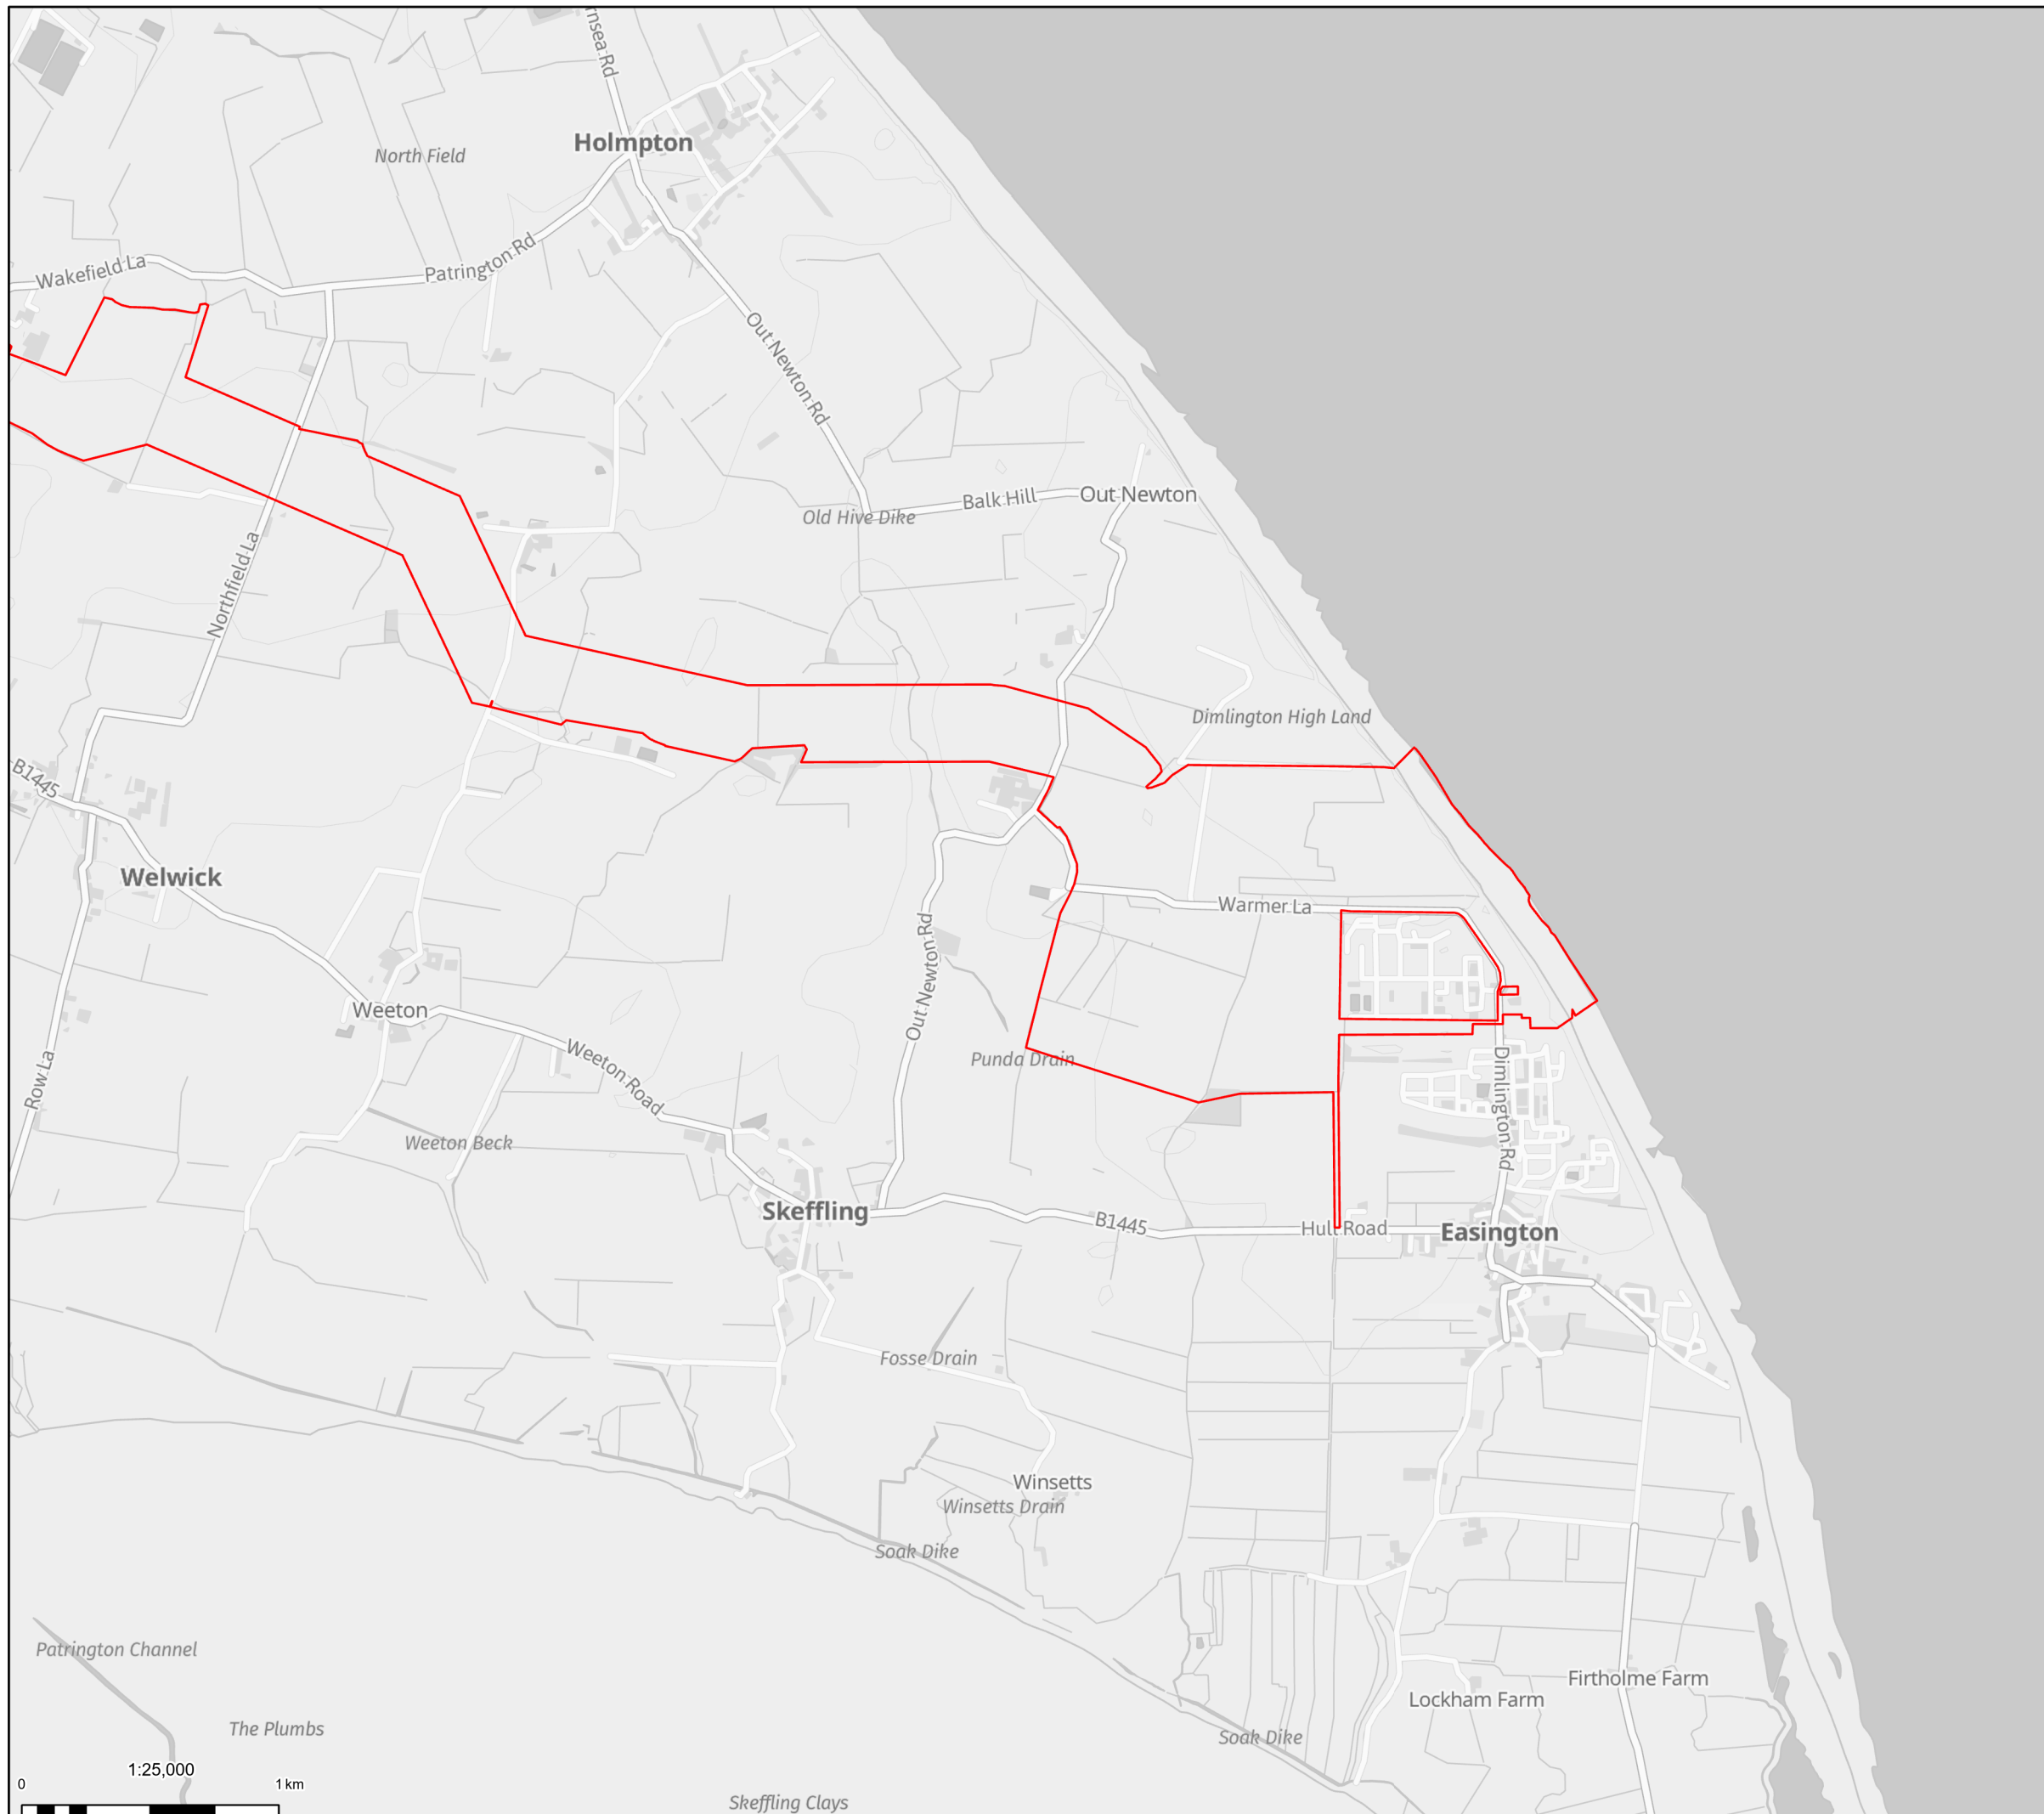 rnsea Rd
Holmpton
North Field
Patrington Rd
Wakefield La
Out Newton Rd
Balk Hill
Out Newton
Old Hive Dike
Northfield La
Dimlington High Land
B1445
Welwick
Warmer La
Out Newton Rd
Weeton
Weeton Road
Punda Drain
Row La
Dimlington Rd
Weeton Beck
Skeffling
B1445
Hull Road
Easington
Fosse Drain
Winsetts
Winsetts Drain
Soak Dike
Patrington Channel
Firtholme Farm
Lockham Farm
The Plumbs
Soak Dike
1:25,000
0
1 km
Skeffling Clays